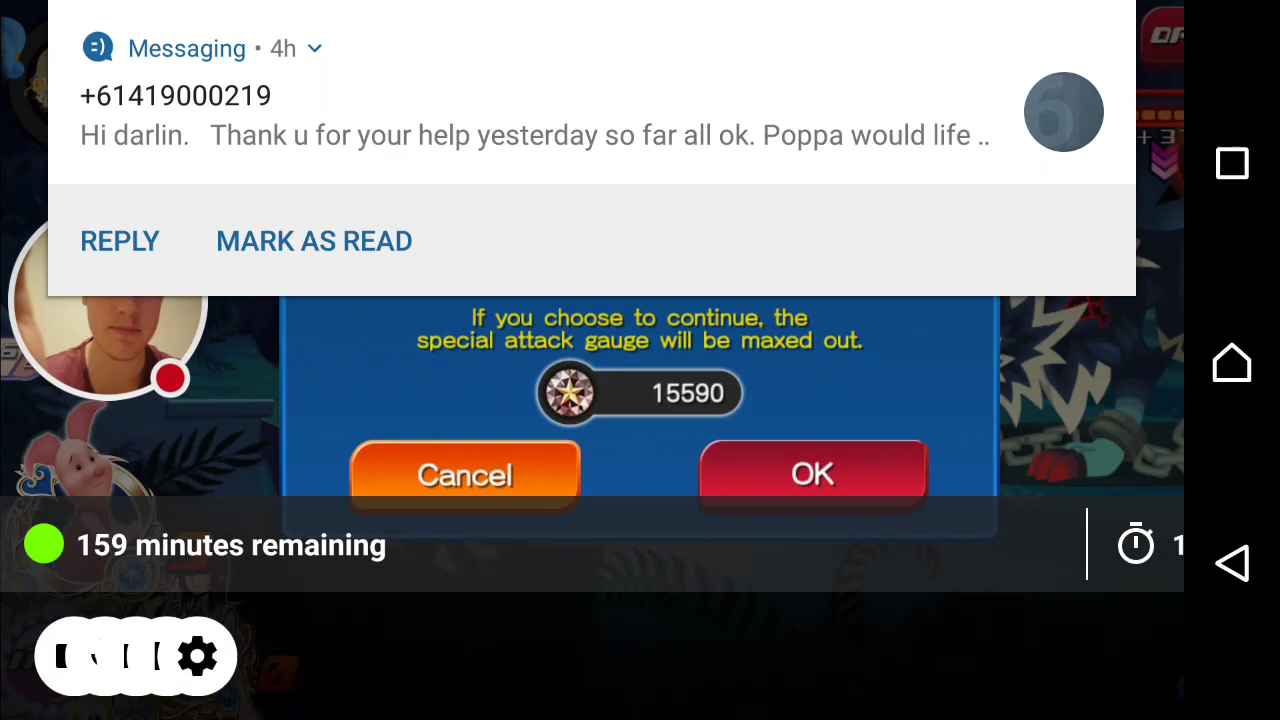 Messaging • 4h
+61419000219
Hi darlin. Thank u for your help yesterday so far all ok. Poppa would life ..
6
REPLY
MARK AS READ
If you choose to continue, the
special attack gauge will be maxed out.
15590
Cancel
OK
159 minutes remaining